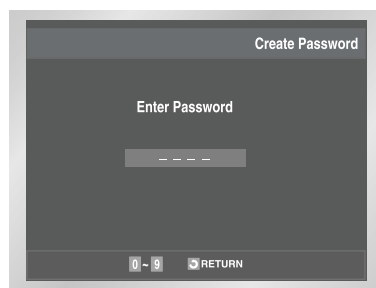 Create Password
Enter Password
_ _ _ _
0 ~ 9 RETURN